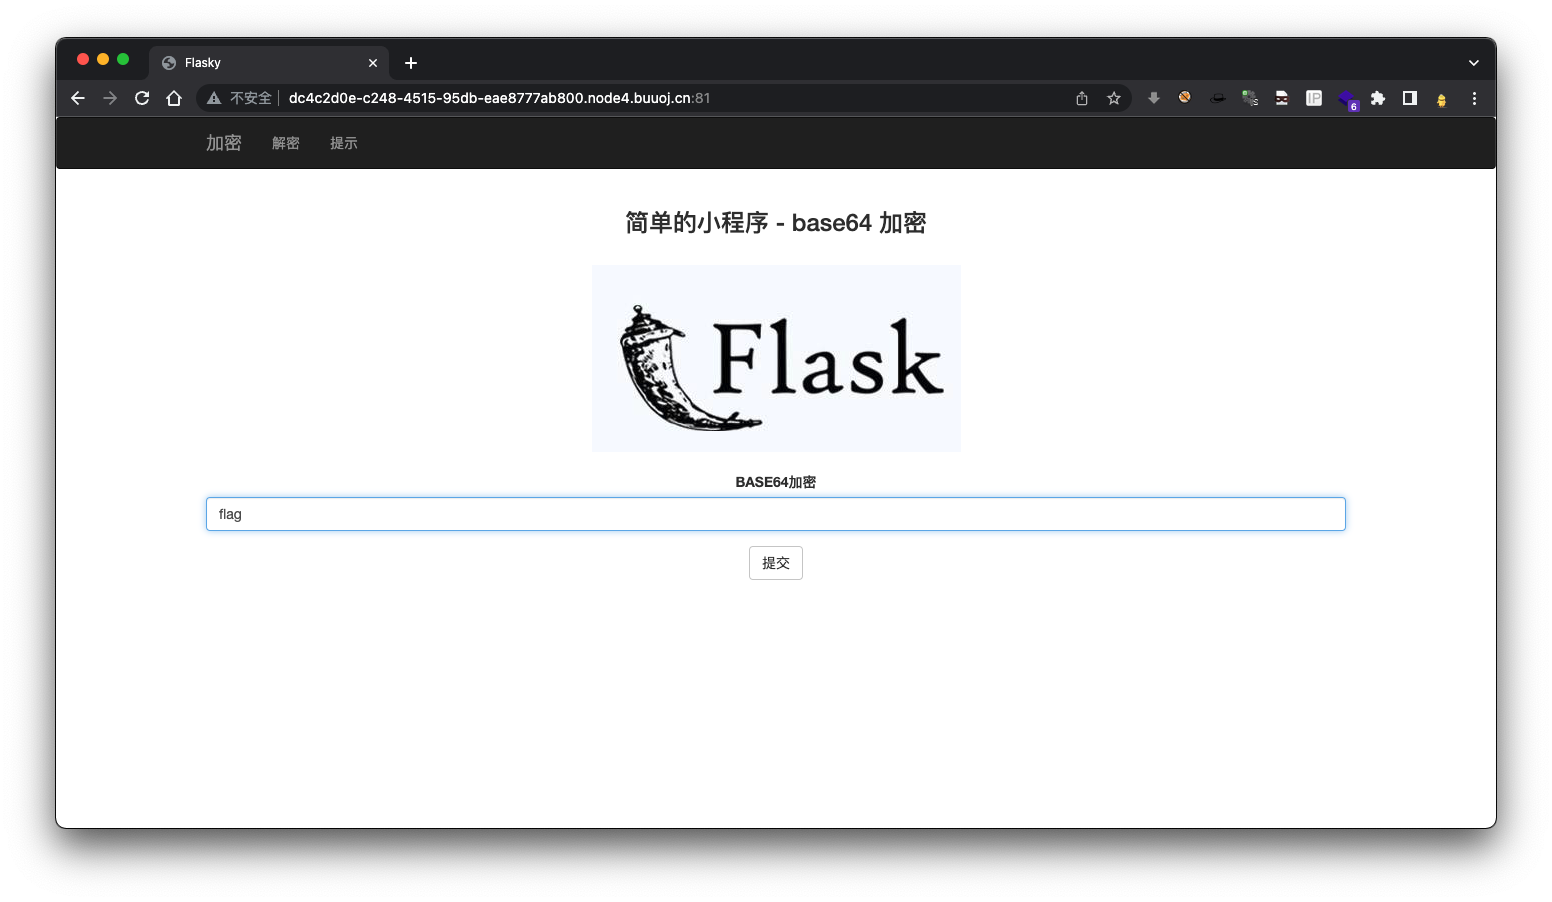 Flasky
不安全
dc4c2d0e-c248-4515-95db-eae8777ab800.node4.buuoj.cn:81
S
IP
6
加密 解密 提示
简单的小程序 - base64 加密
Flask
BASE64加密
flag
提交